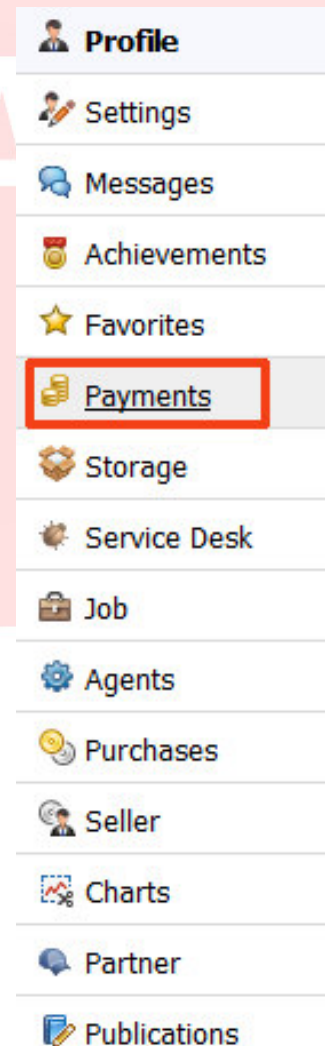 Profile
Settings
Messages
Achievements
Favorites
Payments
Storage
Service Desk
Job
Agents
Purchases
Seller
Charts
Partner
Publications